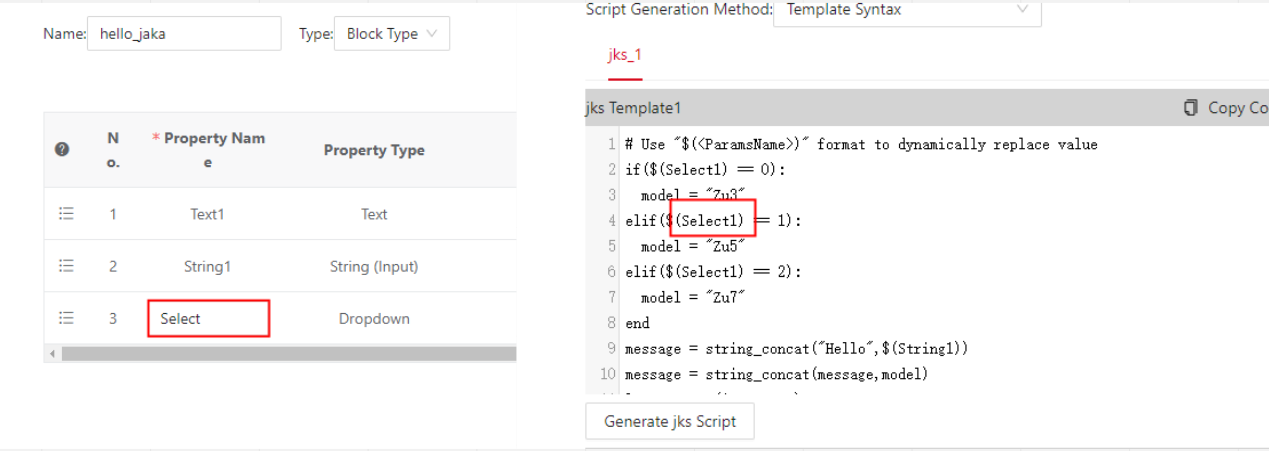 Name: hello_jaka Type: Block Type
No. * Property Name Property Type
1 Text1 Text
2 String1 String (Input)
3 Select Dropdown
Script Generation Method: Template Syntax
jks_1
jks Template1 Copy Co
1 # Use "$(<ParamsName>)" format to dynamically replace value
2 if($(Select1) == 0):
3 model = "Zu3"
4 elif($(Select1) == 1):
5 model = "Zu5"
6 elif($(Select1) == 2):
7 model = "Zu7"
8 end
9 message = string_concat("Hello",$(String1))
10 message = string_concat(message,model)
Generate jks Script